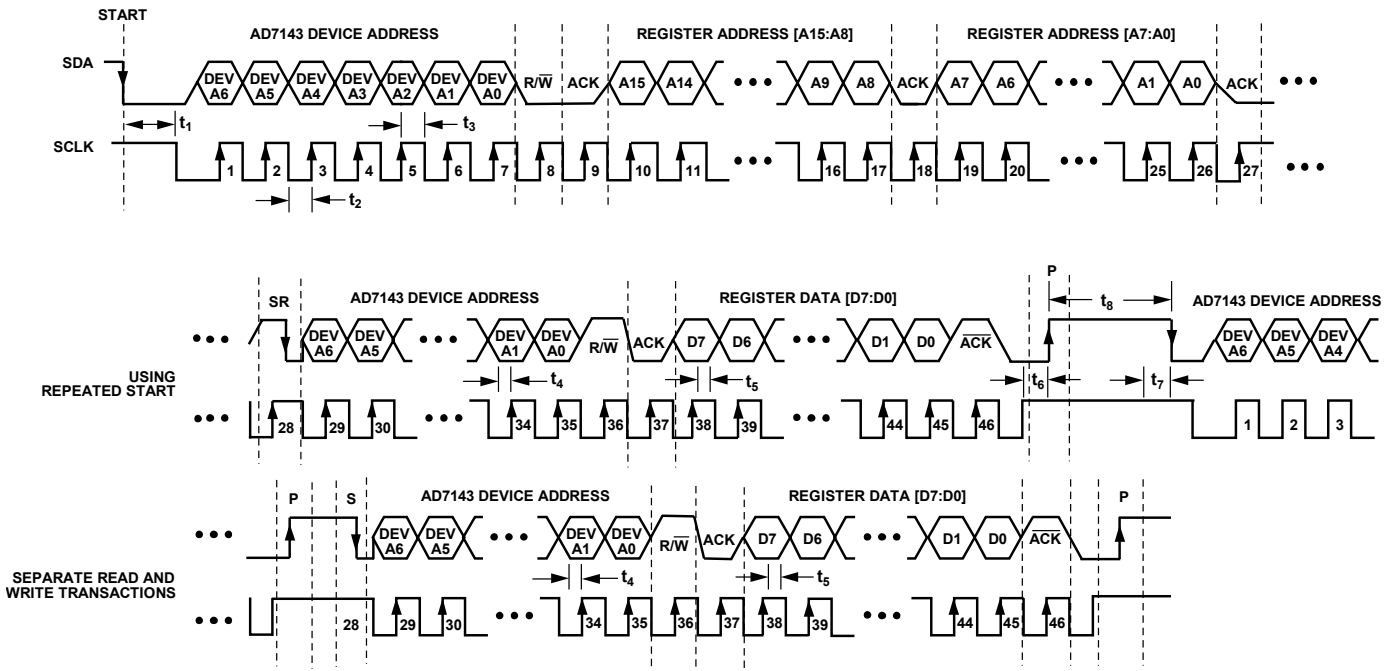 START
AD7143 DEVICE ADDRESS REGISTER ADDRESS [A15:A8] REGISTER ADDRESS [A7:A0]
SDA DEV A6 DEV A5 DEV A4 DEV A3 DEV A2 DEV A1 DEV A0 R/W̅ ACK A15 A14 • • • A9 A8 ACK A7 A6 • • • A1 A0 ACK • • •
t1 t3
SCLK 1 2 3 4 5 6 7 8 9 10 11 • • • 16 17 18 19 20 • • • 25 26 27 • • •
t2
P
SR AD7143 DEVICE ADDRESS REGISTER DATA [D7:D0] t8 AD7143 DEVICE ADDRESS
• • • DEV A6 DEV A5 • • • DEV A1 DEV A0 R/W̅ ACK D7 D6 • • • D1 D0 A̅C̅K̅ DEV A6 DEV A5 DEV A4
USING REPEATED START
t4 t5 t6 t7
• • • 28 29 30 • • • 34 35 36 37 38 39 • • • 44 45 46 1 2 3
P S AD7143 DEVICE ADDRESS REGISTER DATA [D7:D0] P
• • • DEV A6 DEV A5 • • • DEV A1 DEV A0 R/W̅ ACK D7 D6 • • • D1 D0 A̅C̅K̅
SEPARATE READ AND
WRITE TRANSACTIONS
t4 t5
• • • 28 29 30 • • • 34 35 36 37 38 39 • • • 44 45 46